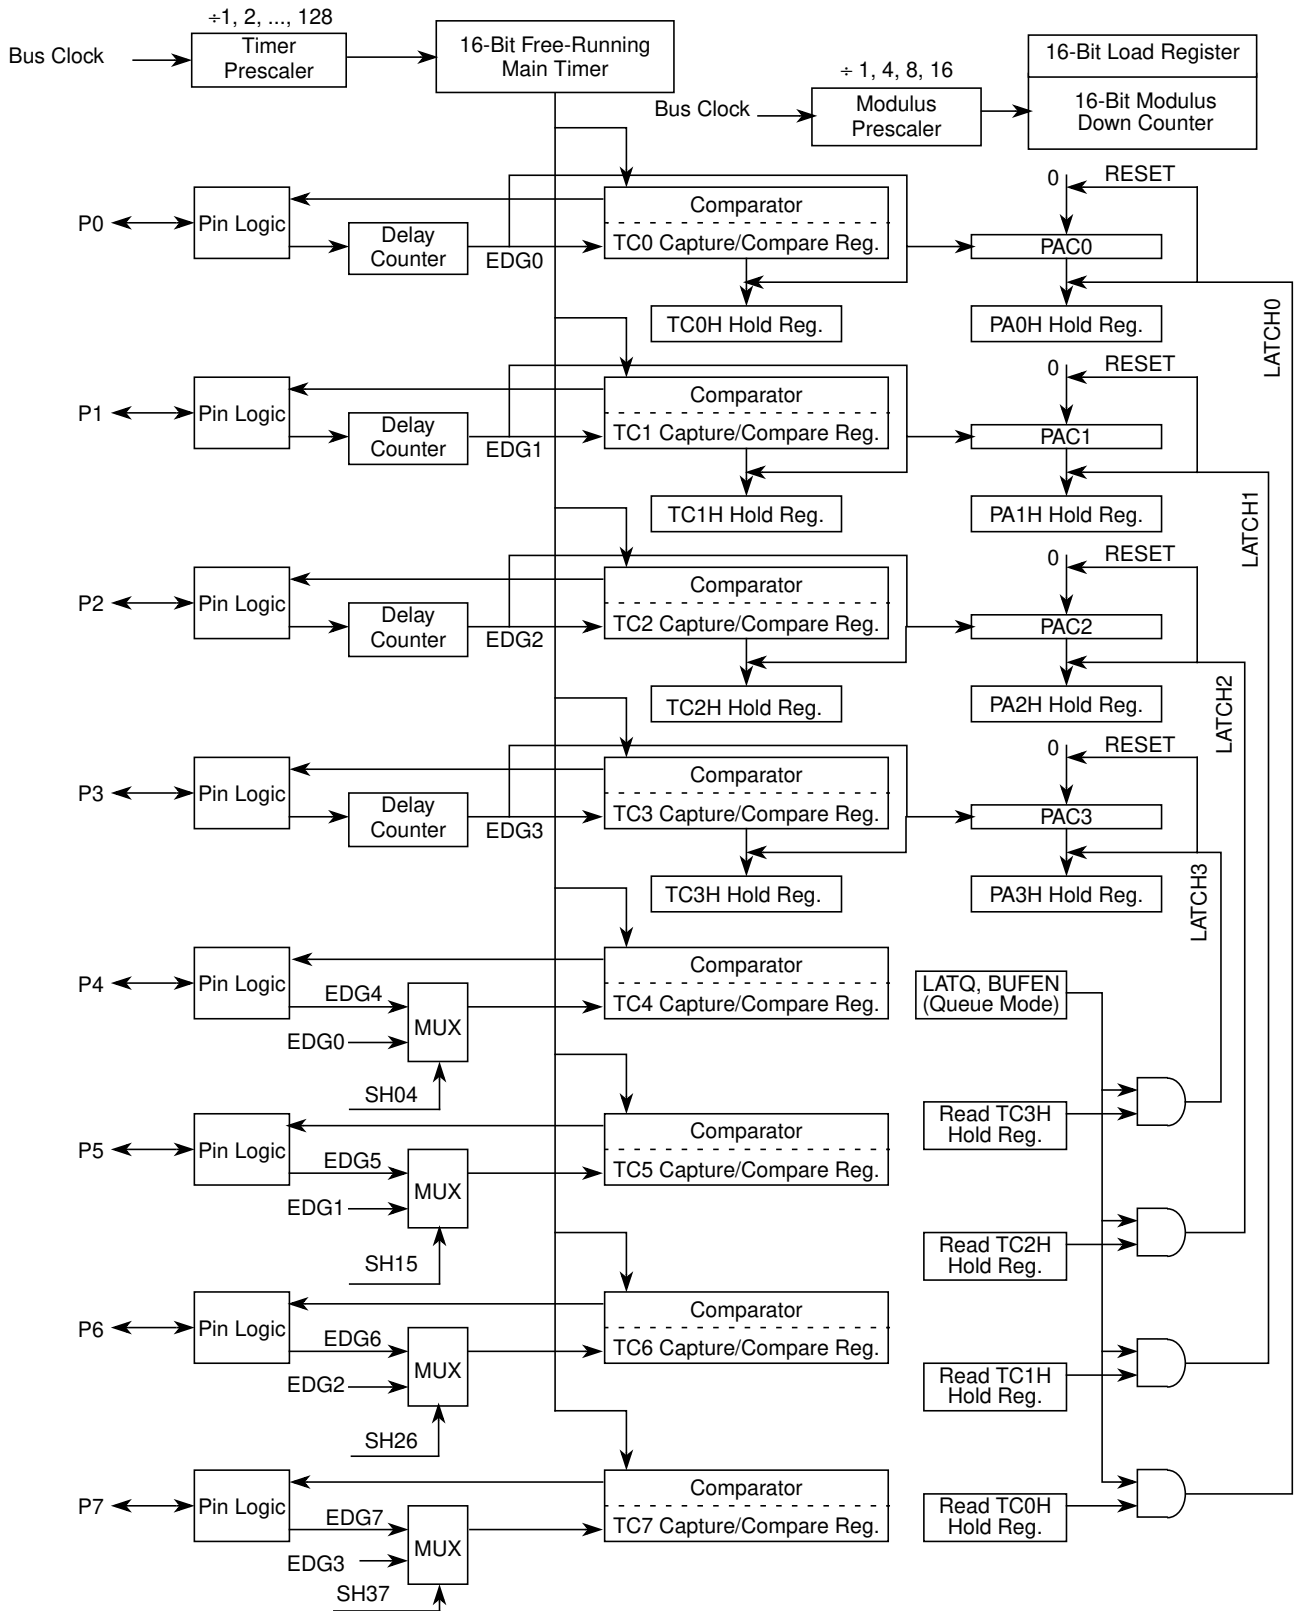 ÷1, 2, ..., 128
Bus Clock
Timer
Prescaler
16-Bit Free-Running
Main Timer
÷ 1, 4, 8, 16
Bus Clock
Modulus
Prescaler
16-Bit Load Register
16-Bit Modulus
Down Counter
P0
Pin Logic
Delay
Counter
EDG0
Comparator
TC0 Capture/Compare Reg.
TC0H Hold Reg.
0
RESET
PAC0
PA0H Hold Reg.
LATCH0
P1
Pin Logic
Delay
Counter
EDG1
Comparator
TC1 Capture/Compare Reg.
TC1H Hold Reg.
0
RESET
PAC1
PA1H Hold Reg.
LATCH1
P2
Pin Logic
Delay
Counter
EDG2
Comparator
TC2 Capture/Compare Reg.
TC2H Hold Reg.
0
RESET
PAC2
PA2H Hold Reg.
LATCH2
P3
Pin Logic
Delay
Counter
EDG3
Comparator
TC3 Capture/Compare Reg.
TC3H Hold Reg.
0
RESET
PAC3
PA3H Hold Reg.
LATCH3
P4
Pin Logic
EDG4
EDG0
MUX
SH04
Comparator
TC4 Capture/Compare Reg.
LATQ, BUFEN
(Queue Mode)
Read TC3H
Hold Reg.
P5
Pin Logic
EDG5
EDG1
MUX
SH15
Comparator
TC5 Capture/Compare Reg.
Read TC2H
Hold Reg.
P6
Pin Logic
EDG6
EDG2
MUX
SH26
Comparator
TC6 Capture/Compare Reg.
Read TC1H
Hold Reg.
P7
Pin Logic
EDG7
EDG3
MUX
SH37
Comparator
TC7 Capture/Compare Reg.
Read TC0H
Hold Reg.